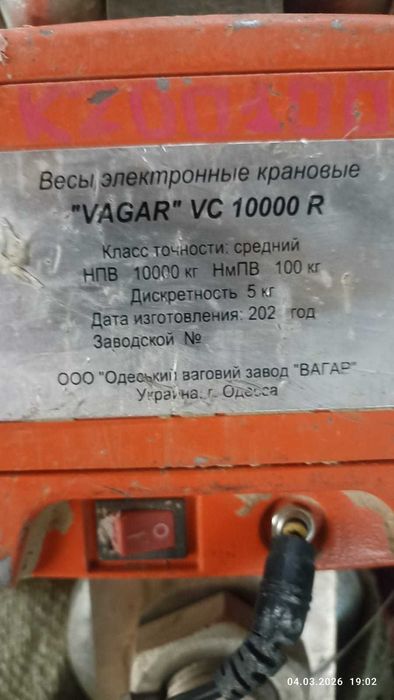 K200100
Весы электронные крановые
"VAGAR" VC 10000 R
Класс точности: средний
НПВ 10000 кг НмПВ 100 кг
Дискретность 5 кг
Дата изготовления: 202 год
Заводской №
ООО "Одеський ваговий завод "ВАГАР"
Украина. г. Одесса
04.03.2026 19:02